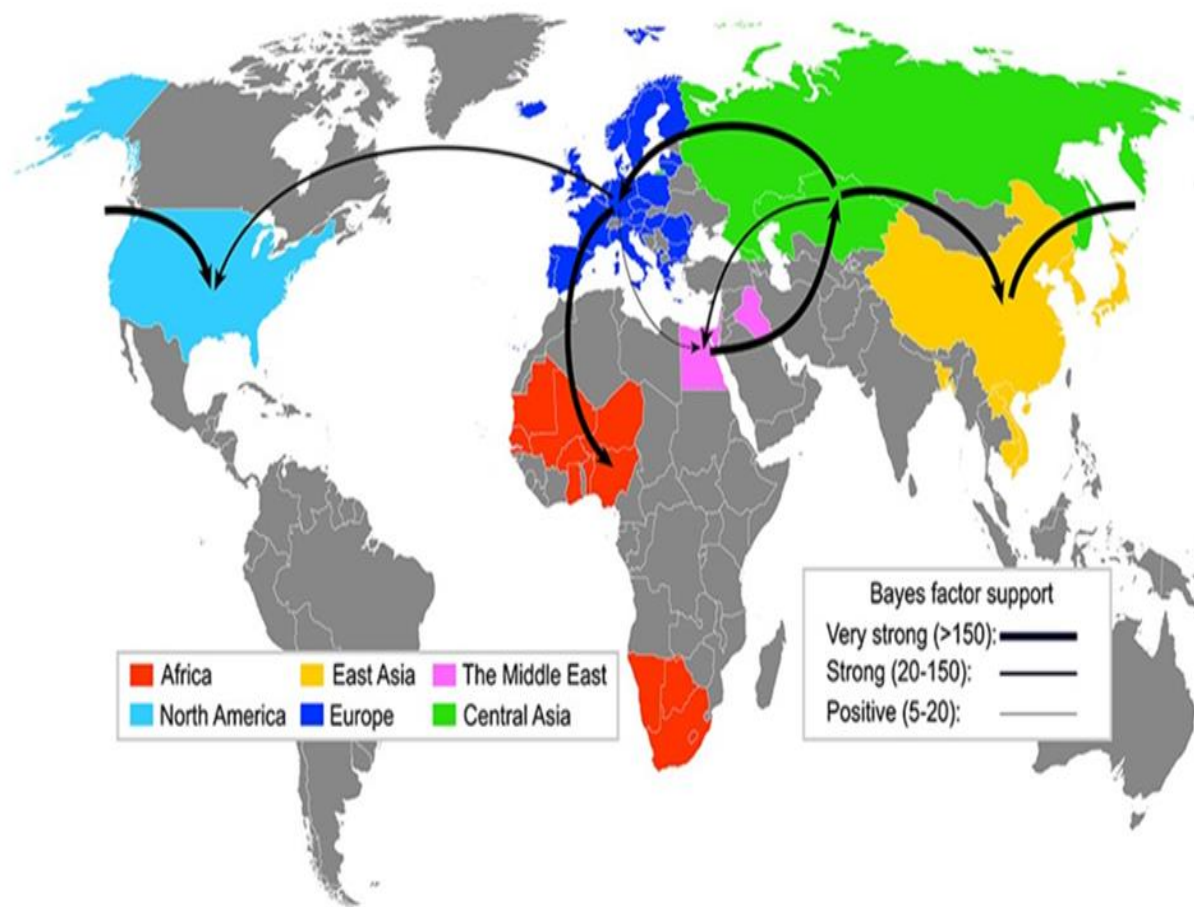 Bayes factor support
Very strong (>150):
Strong (20-150):
Positive (5-20):
Africa East Asia The Middle East
North America Europe Central Asia